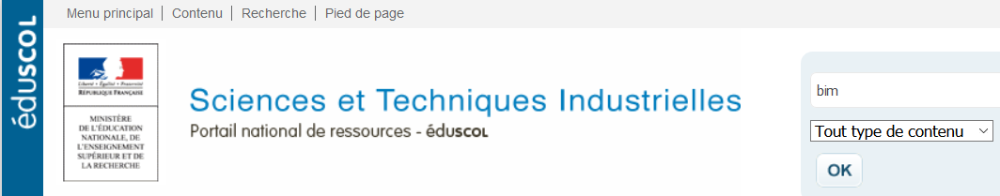 éduscol
Menu principal
Contenu
Recherche
Pied de page
Liberté • Égalité • Fraternité
RÉPUBLIQUE FRANÇAISE
MINISTÈRE
DE L'ÉDUCATION
NATIONALE, DE
L'ENSEIGNEMENT
SUPÉRIEUR ET DE
LA RECHERCHE
Sciences et Techniques Industrielles
Portail national de ressources - éduscol
bim
Tout type de contenu
OK